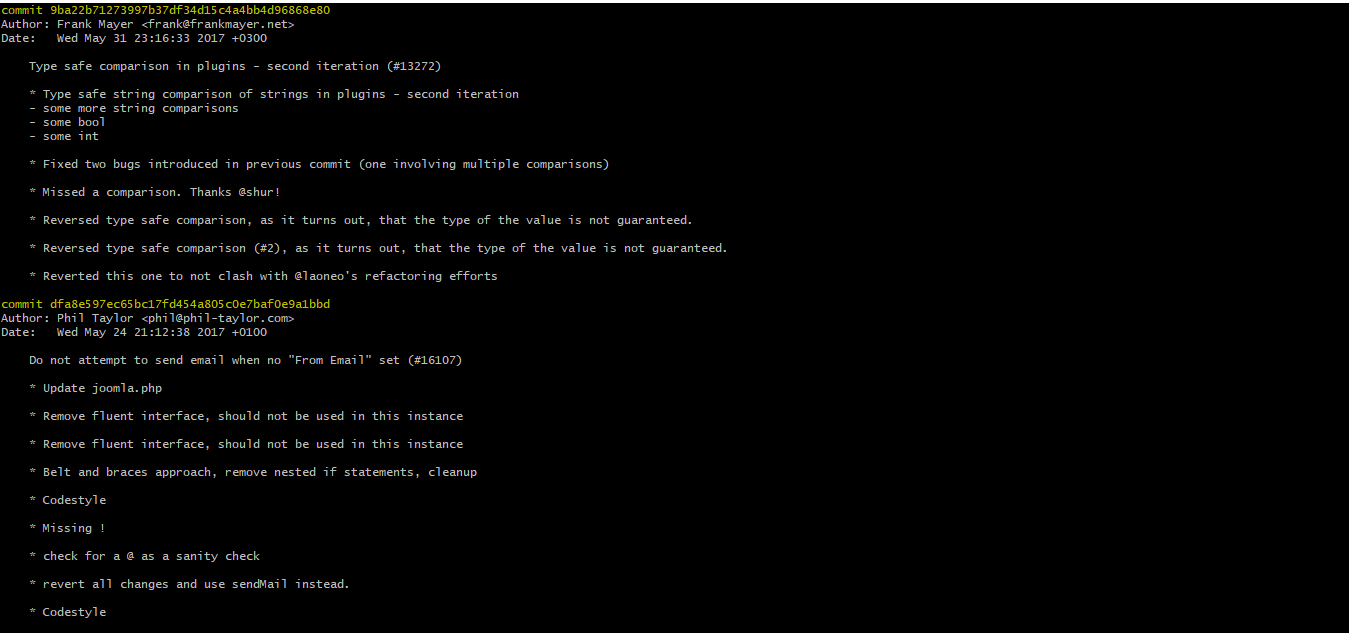 commit 9ba22b71273997b37df34d15c4a4bb4d96868e80
Author: Frank Mayer <frank@frankmayer.net>
Date:   Wed May 31 23:16:33 2017 +0300
Type safe comparison in plugins - second iteration (#13272)
* Type safe string comparison of strings in plugins - second iteration
- some more string comparisons
- some bool
- some int
* Fixed two bugs introduced in previous commit (one involving multiple comparisons)
* Missed a comparison. Thanks @shur!
* Reversed type safe comparison, as it turns out, that the type of the value is not guaranteed.
* Reversed type safe comparison (#2), as it turns out, that the type of the value is not guaranteed.
* Reverted this one to not clash with @laoneo's refactoring efforts
commit dfa8e597ec65bc17fd454a805c0e7baf0e9a1bbd
Author: Phil Taylor <phil@phil-taylor.com>
Date:   Wed May 24 21:12:38 2017 +0100
Do not attempt to send email when no "From Email" set (#16107)
* Update joomla.php
* Remove fluent interface, should not be used in this instance
* Remove fluent interface, should not be used in this instance
* Belt and braces approach, remove nested if statements, cleanup
* Codestyle
* Missing !
* check for a @ as a sanity check
* revert all changes and use sendMail instead.
* Codestyle